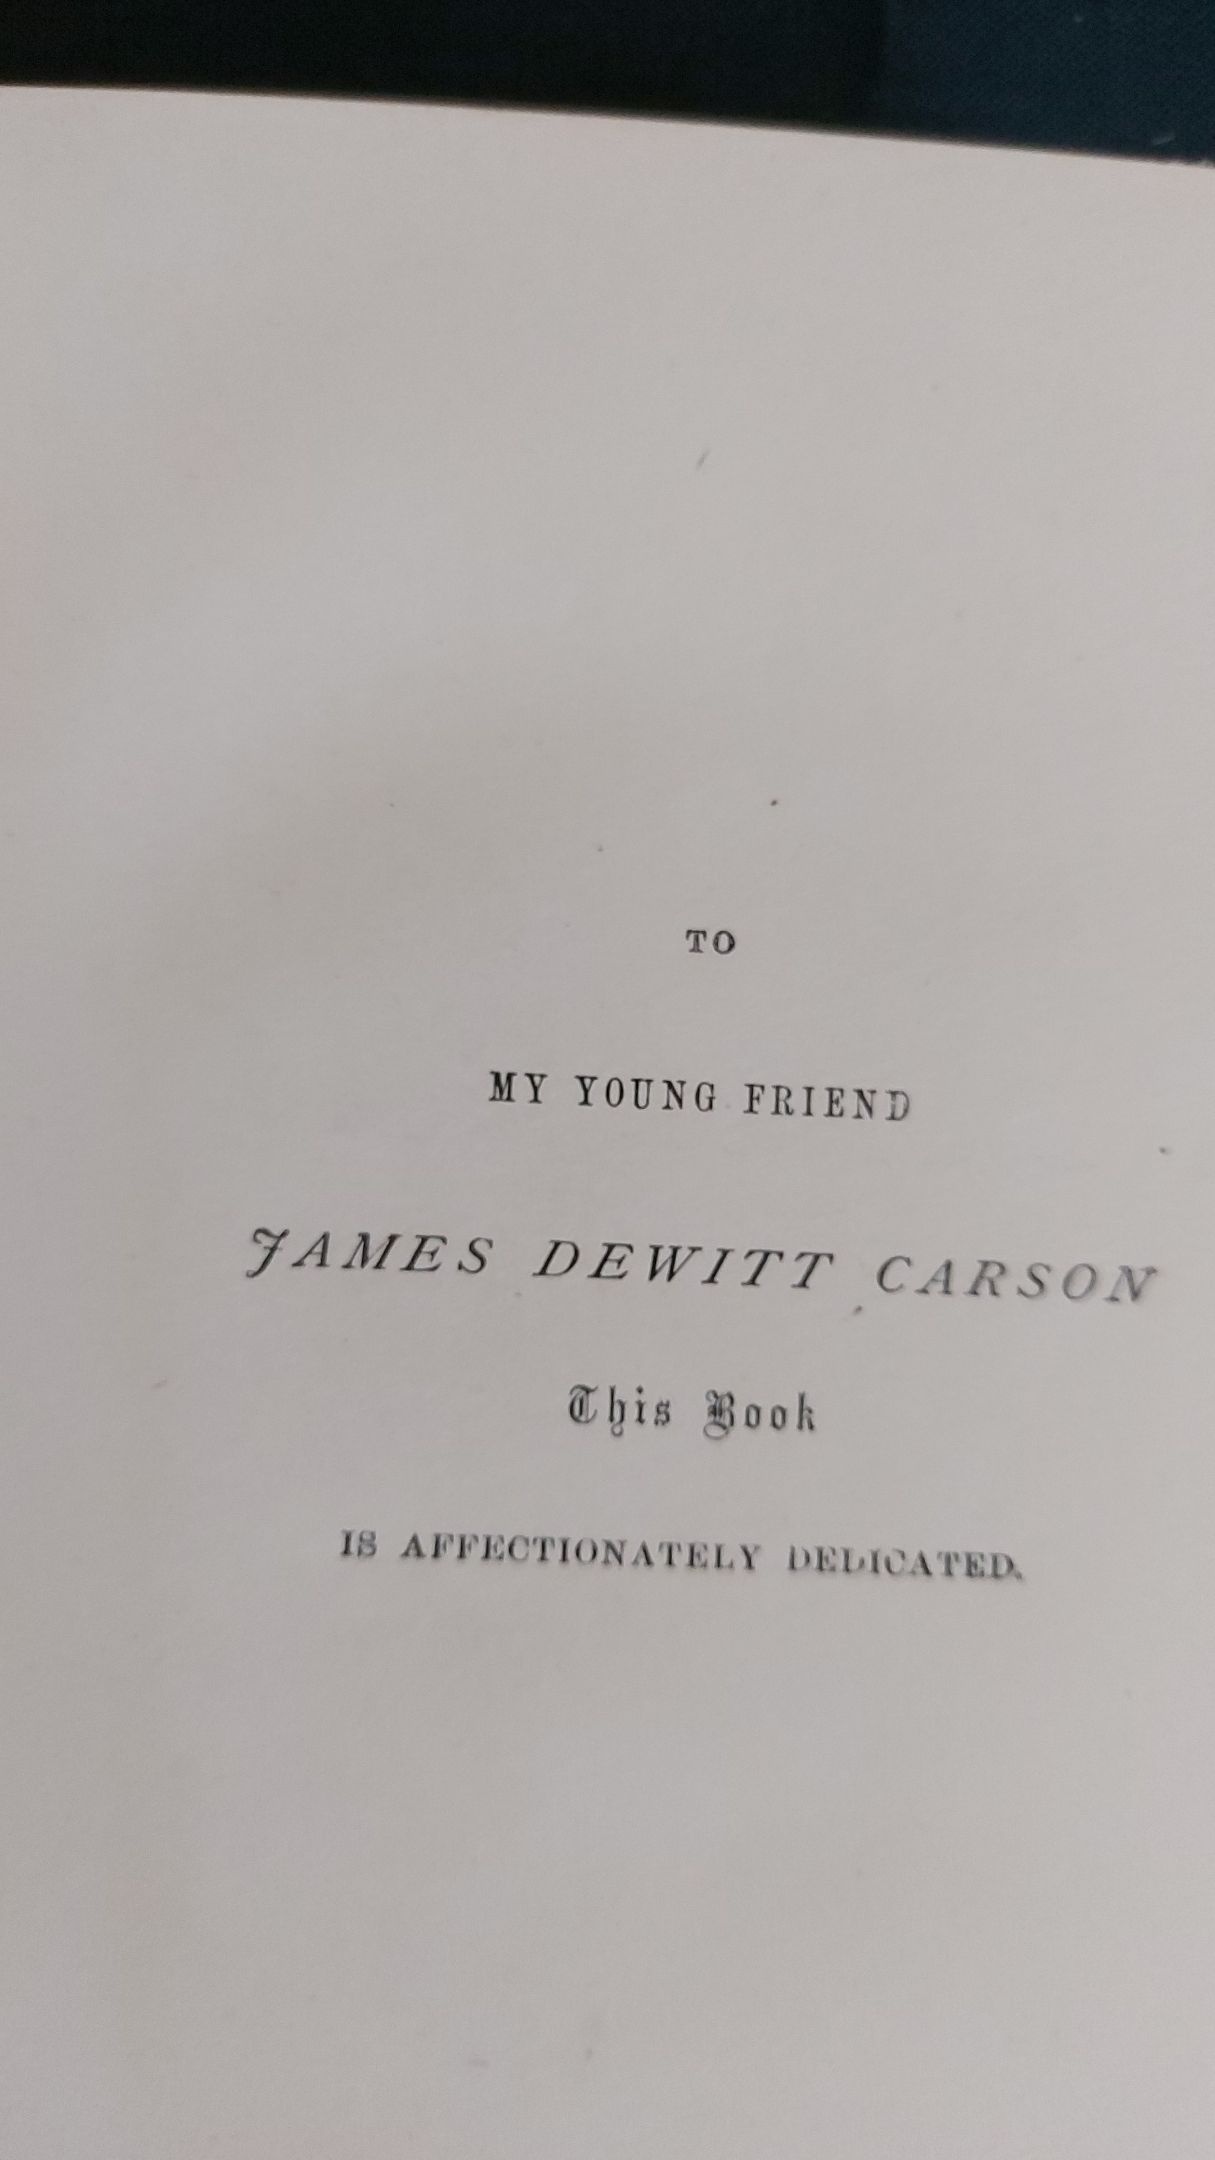 TO
MY YOUNG FRIEND
JAMES DEWITT CARSON
This Book
IS AFFECTIONATELY DEDICATED.